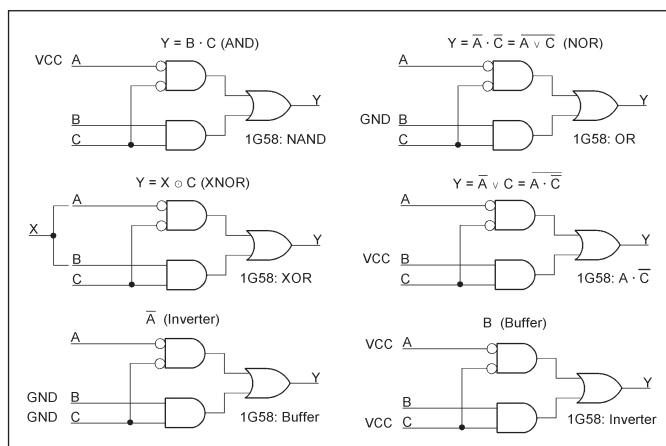 Y = B · C (AND)
VCC A
Y
B
C
1G58: NAND
Y = A̅ · C̅ = A̅ ̅v̅ ̅C̅ (NOR)
A
Y
GND B
C
1G58: OR
Y = X ⊙ C (XNOR)
A
X
Y
B
C
1G58: XOR
Y = A̅ v C = A̅ ̅·̅ ̅C̅̅
A
Y
VCC B
C
1G58: A · C̅
A̅ (Inverter)
A
Y
GND B
GND C
1G58: Buffer
B (Buffer)
VCC A
Y
B
VCC C
1G58: Inverter